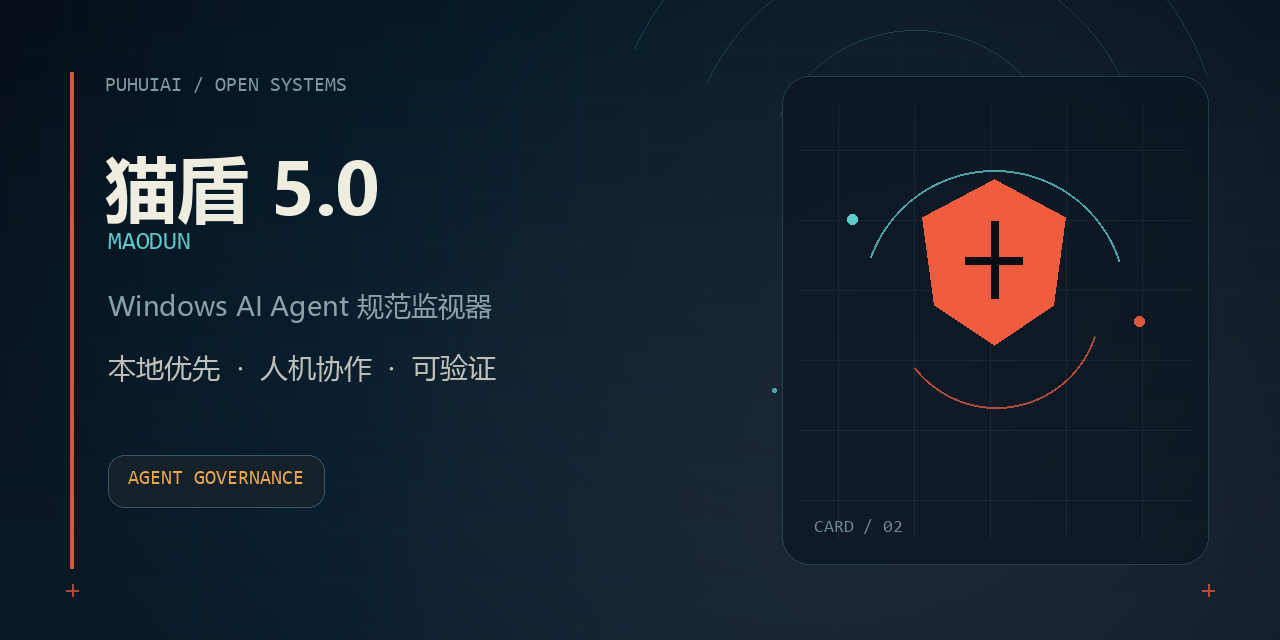 PUHUIAI / OPEN SYSTEMS
猫盾 5.0
MAODUN
Windows AI Agent 规范监视器
本地优先 · 人机协作 · 可验证
AGENT GOVERNANCE
CARD / 02